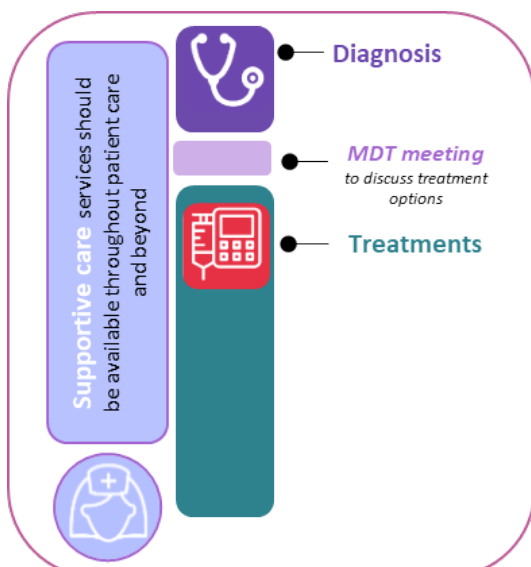 Supportive care services should
be available throughout patient care
and beyond
Diagnosis
MDT meeting
to discuss treatment
options
Treatments